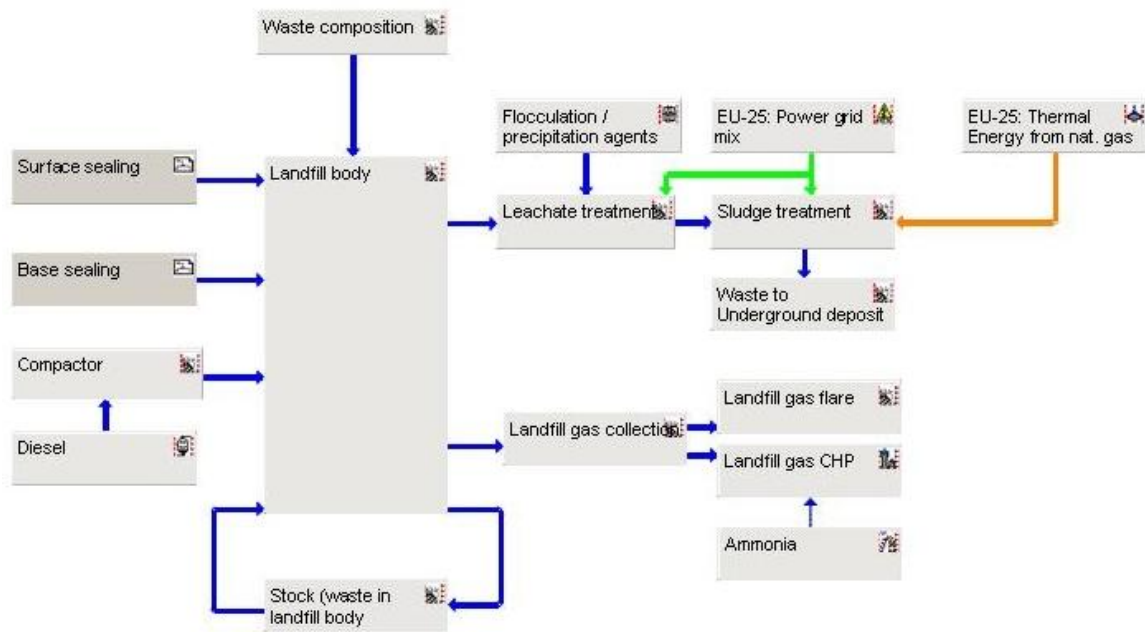 Waste composition
Flocculation /
precipitation agents
EU-25: Power grid
mix
EU-25: Thermal
Energy from nat. gas
Surface sealing
Landfill body
Leachate treatment
Sludge treatment
Base sealing
Waste to
Underground deposit
Compactor
Landfill gas flare
Landfill gas collection
Diesel
Landfill gas CHP
Ammonia
Stock (waste in
landfill body